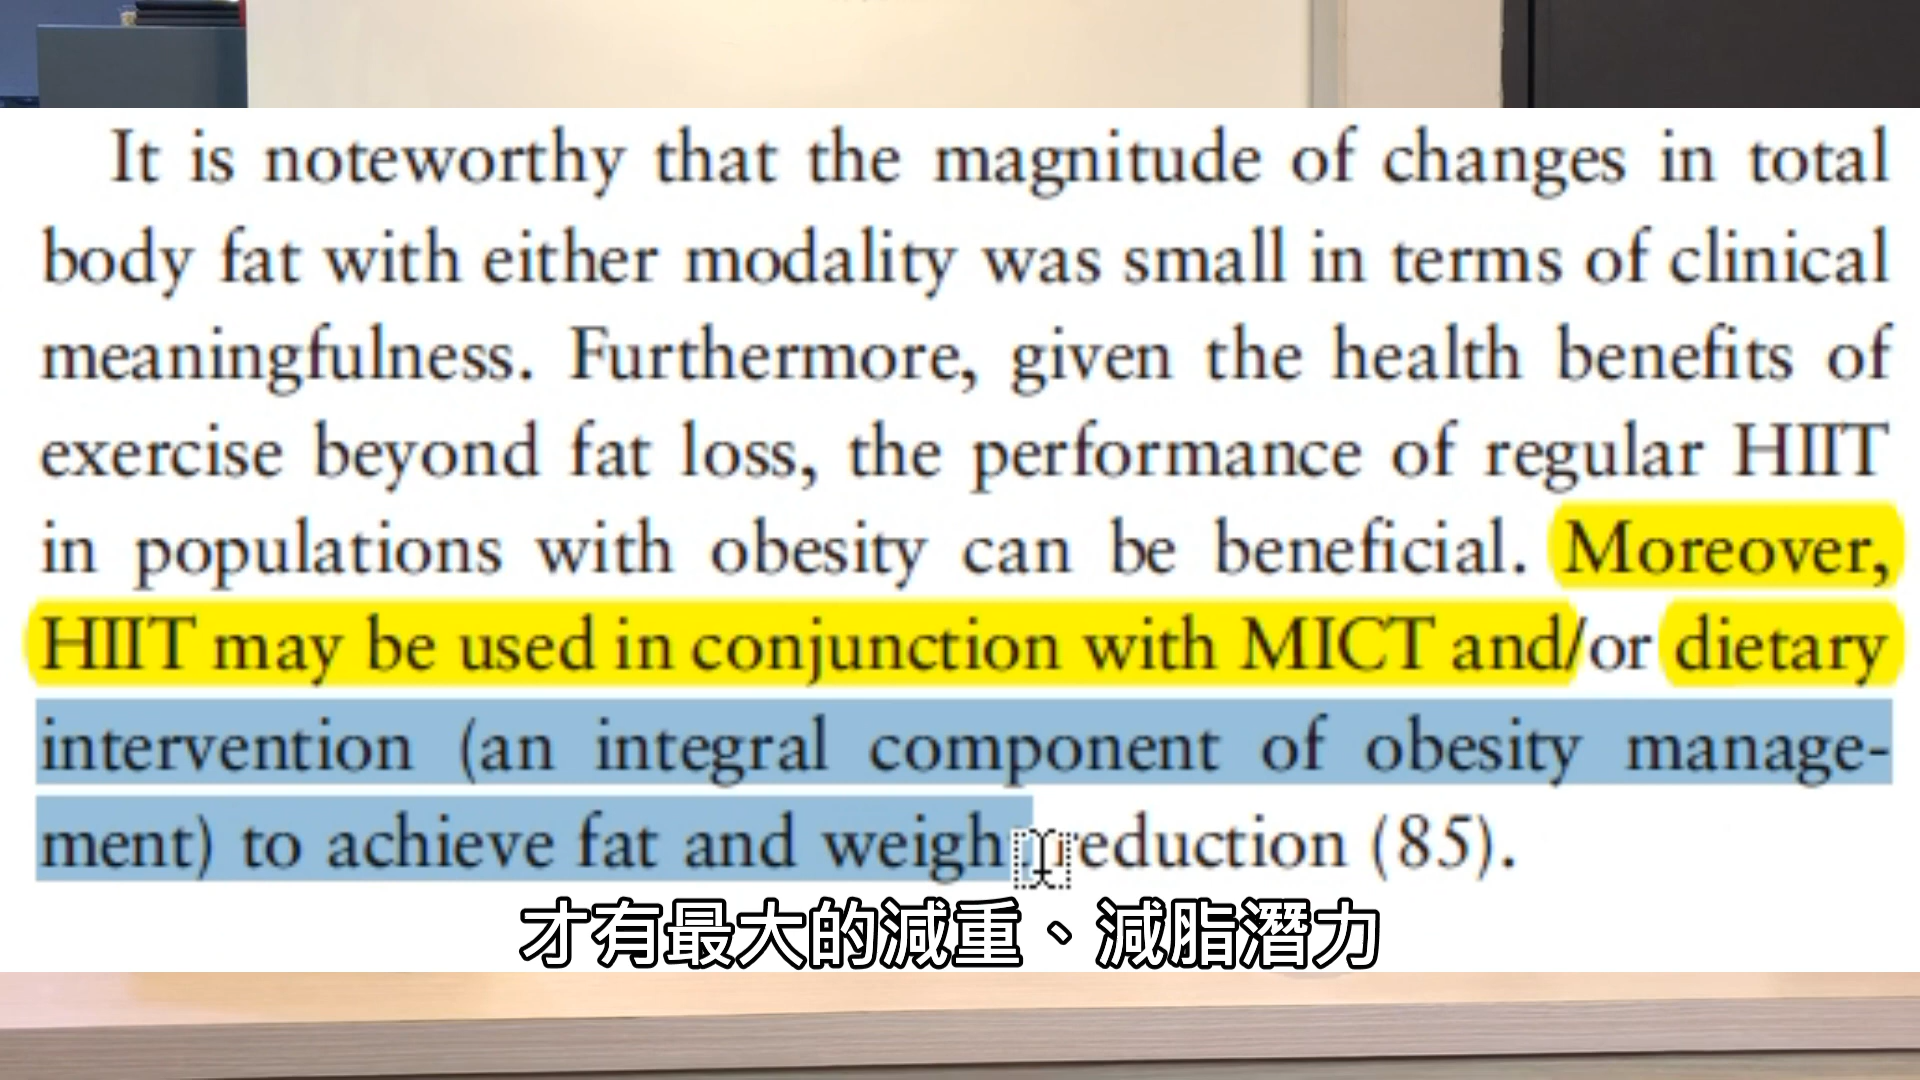 It is noteworthy that the magnitude of changes in total
body fat with either modality was small in terms of clinical
meaningfulness. Furthermore, given the health benefits of
exercise beyond fat loss, the performance of regular HIIT
in populations with obesity can be beneficial. Moreover,
HIIT may be used in conjunction with MICT and/or dietary
intervention (an integral component of obesity manage-
ment) to achieve fat and weigh reduction (85).
才有最大的減重、減脂潛力